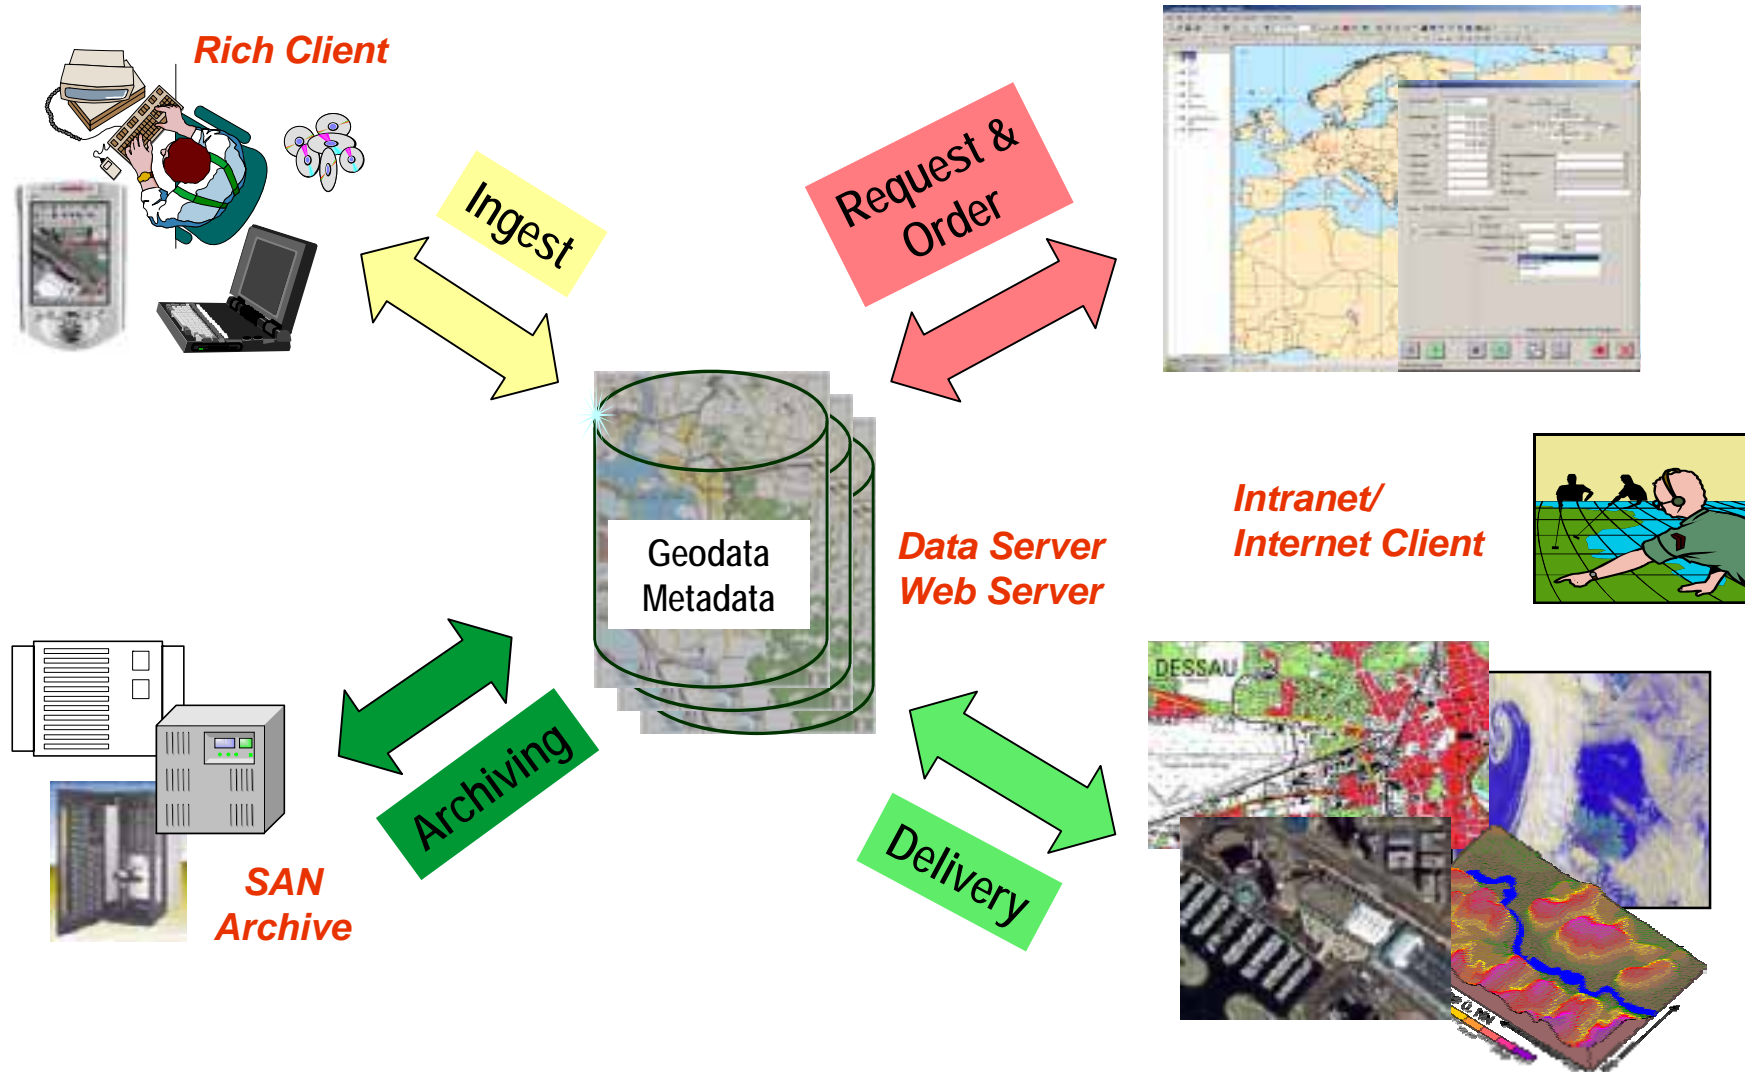 Rich Client
Ingest
Request &
Order
Geodata
Metadata
Data Server
Web Server
Intranet/
Internet Client
Archiving
SAN
Archive
Delivery
DESSAU